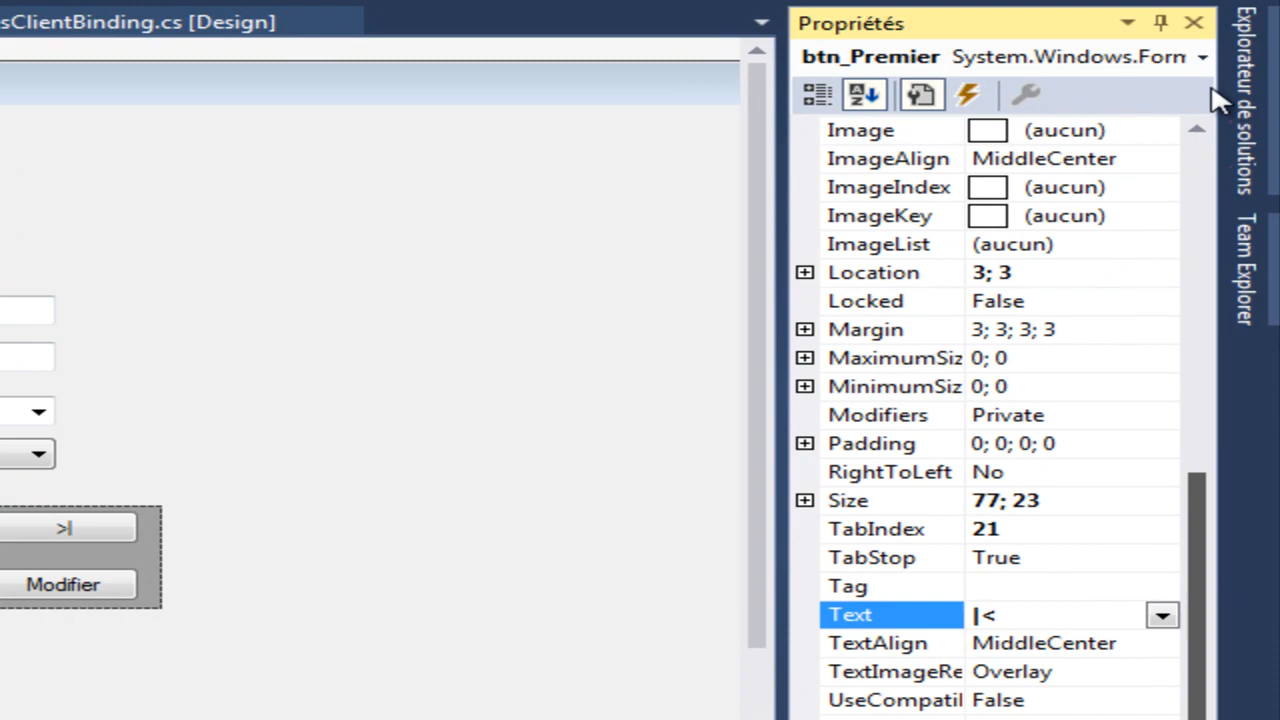 sClientBinding.cs [Design]
>|
Modifier
Propriétés
btn_Premier System.Windows.Form
Image (aucun)
ImageAlign MiddleCenter
ImageIndex (aucun)
ImageKey (aucun)
ImageList (aucun)
Location 3; 3
Locked False
Margin 3; 3; 3; 3
MaximumSiz 0; 0
MinimumSiz 0; 0
Modifiers Private
Padding 0; 0; 0; 0
RightToLeft No
Size 77; 23
TabIndex 21
TabStop True
Tag
Text |<
TextAlign MiddleCenter
TextImageRe Overlay
UseCompatil False
Explorateur de solutions
Team Explorer